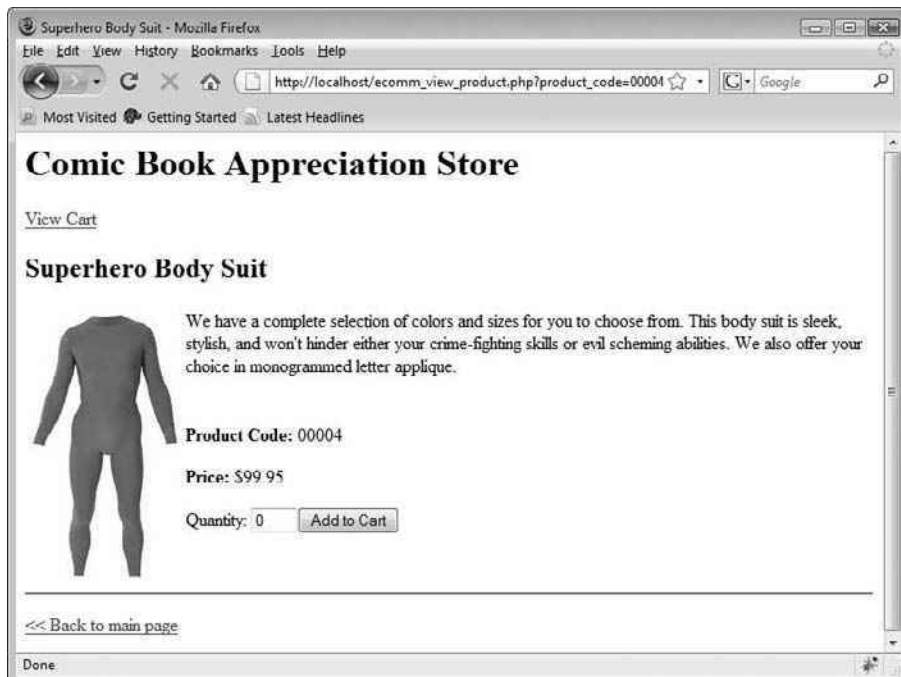 Superhero Body Suit - Mozilla Firefox
File Edit View History Bookmarks Tools Help
http://localhost/ecomm_view_product.php?product_code=00004
Google
Most Visited Getting Started Latest Headlines
Comic Book Appreciation Store
View Cart
Superhero Body Suit
We have a complete selection of colors and sizes for you to choose from. This body suit is sleek,
stylish, and won't hinder either your crime-fighting skills or evil scheming abilities. We also offer your
choice in monogrammed letter applique.
Product Code: 00004
Price: $99.95
Quantity: 0 Add to Cart
<< Back to main page
Done